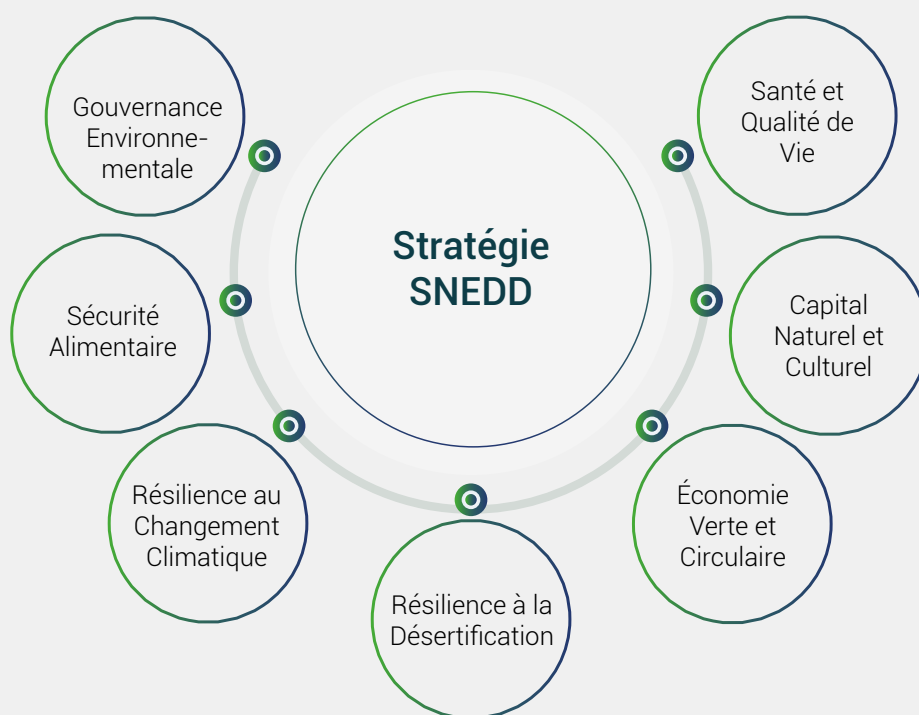 Stratégie
SNEDD
Gouvernance
Environne-
mentale
Sécurité
Alimentaire
Résilience au
Changement
Climatique
Résilience à la
Désertification
Économie
Verte et
Circulaire
Capital
Naturel et
Culturel
Santé et
Qualité de
Vie